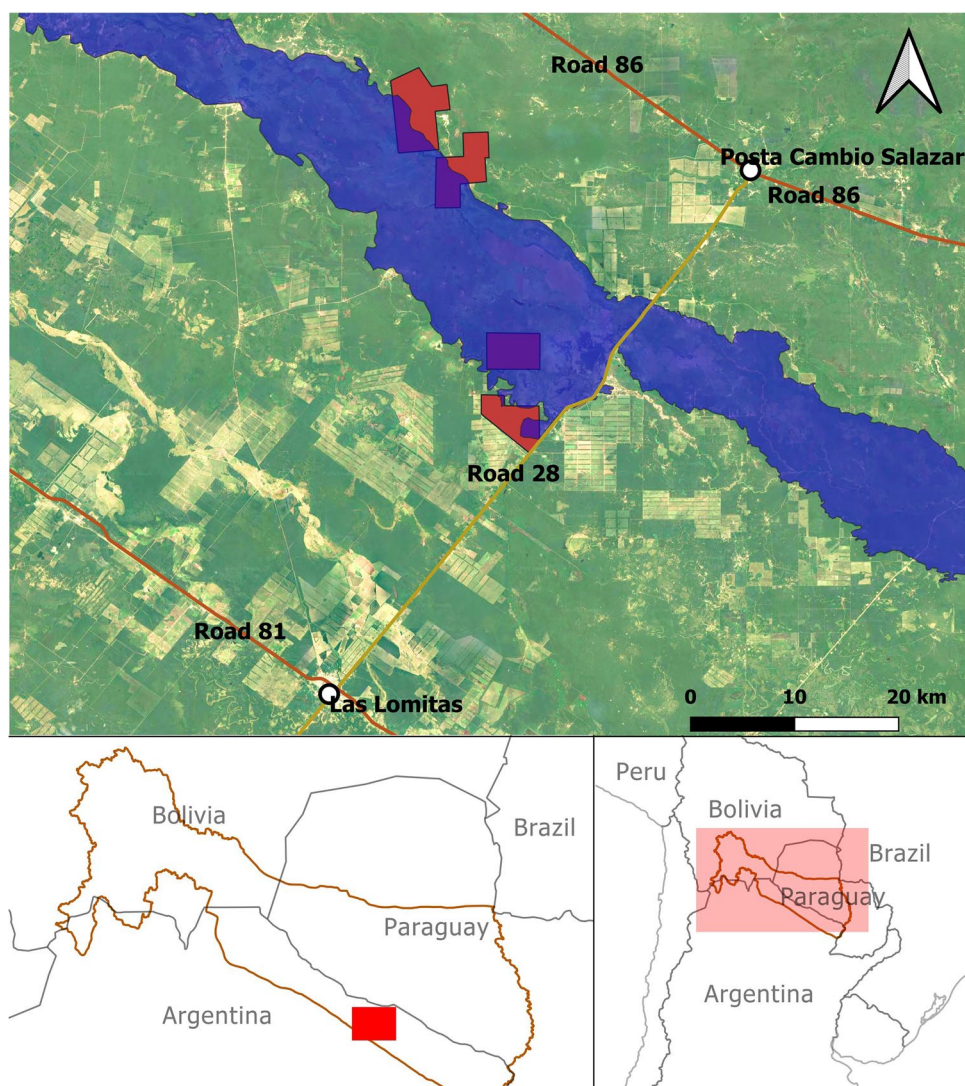 Road 86
Posta Cambio Salazar
Road 86
Road 28
Road 81
Las Lomitas
0 10 20 km
Bolivia
Brazil
Paraguay
Argentina
Peru
Bolivia
Brazil
Paraguay
Argentina